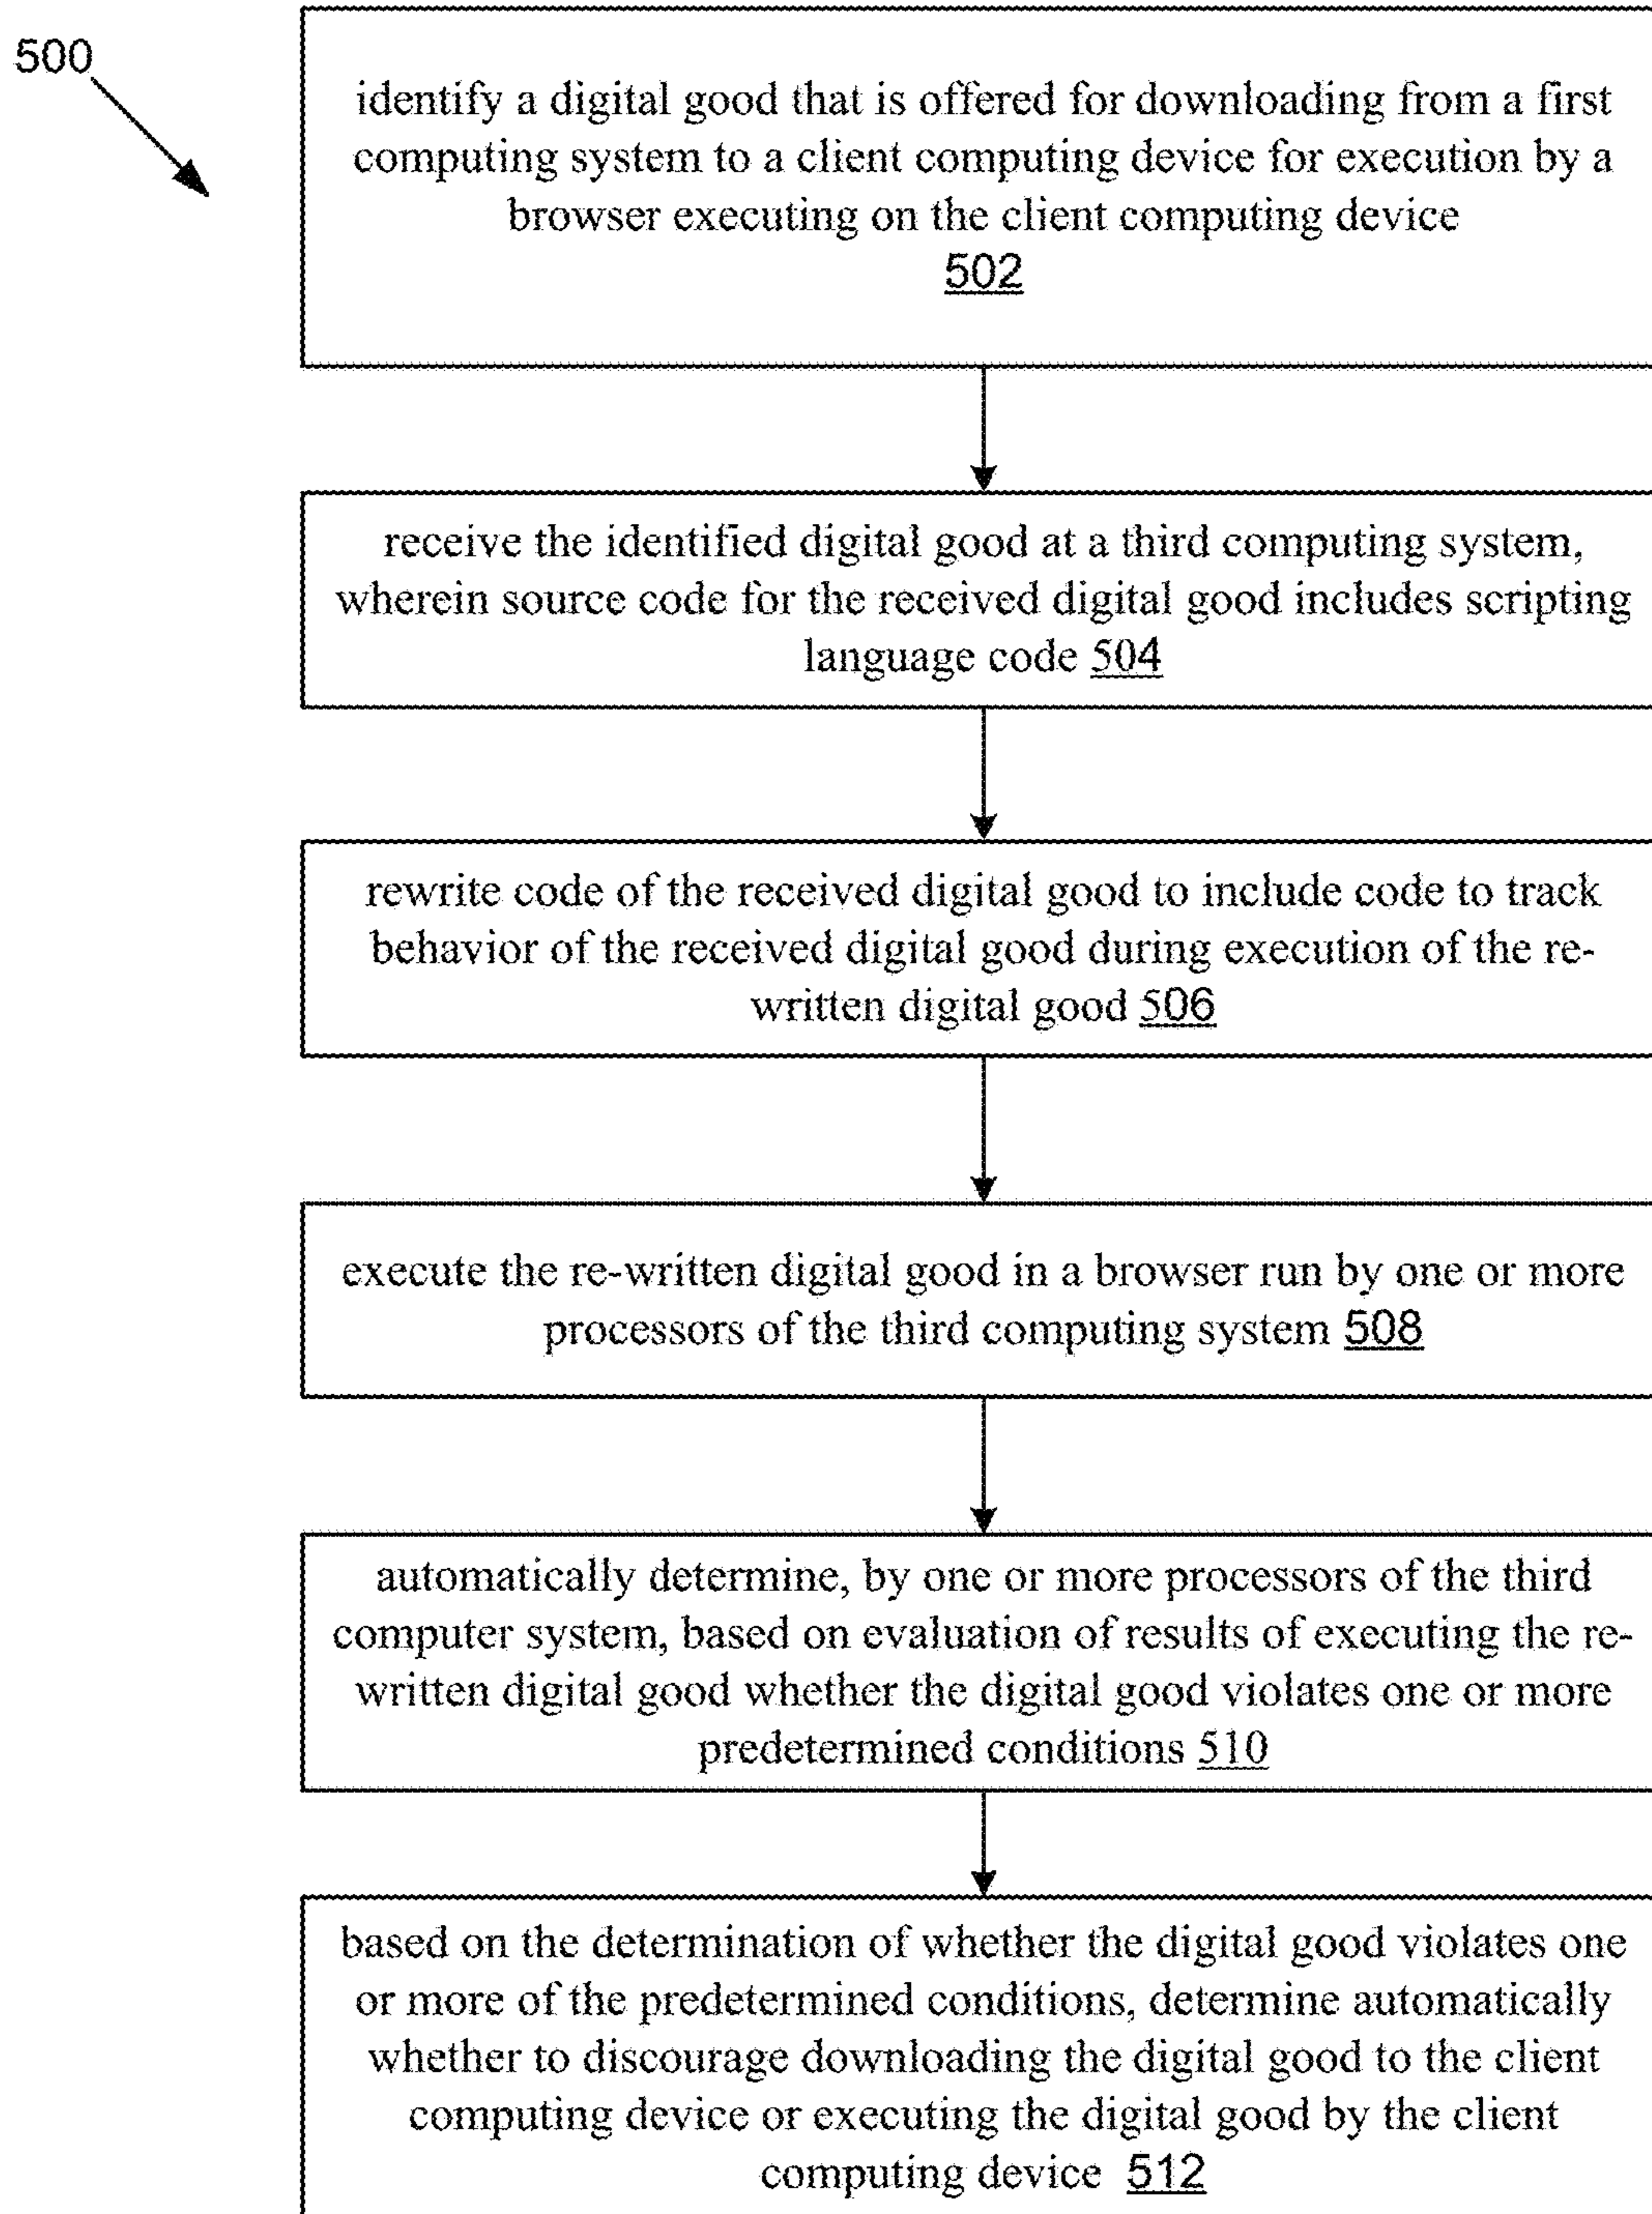 500
identify a digital good that is offered for downloading from a first
computing system to a client computing device for execution by a
browser executing on the client computing device
502
receive the identified digital good at a third computing system,
wherein source code for the received digital good includes scripting
language code 504
rewrite code of the received digital good to include code to track
behavior of the received digital good during execution of the re-
written digital good 506
execute the re-written digital good in a browser run by one or more
processors of the third computing system 508
automatically determine, by one or more processors of the third
computer system, based on evaluation of results of executing the re-
written digital good whether the digital good violates one or more
predetermined conditions 510
based on the determination of whether the digital good violates one
or more of the predetermined conditions, determine automatically
whether to discourage downloading the digital good to the client
computing device or executing the digital good by the client
computing device 512